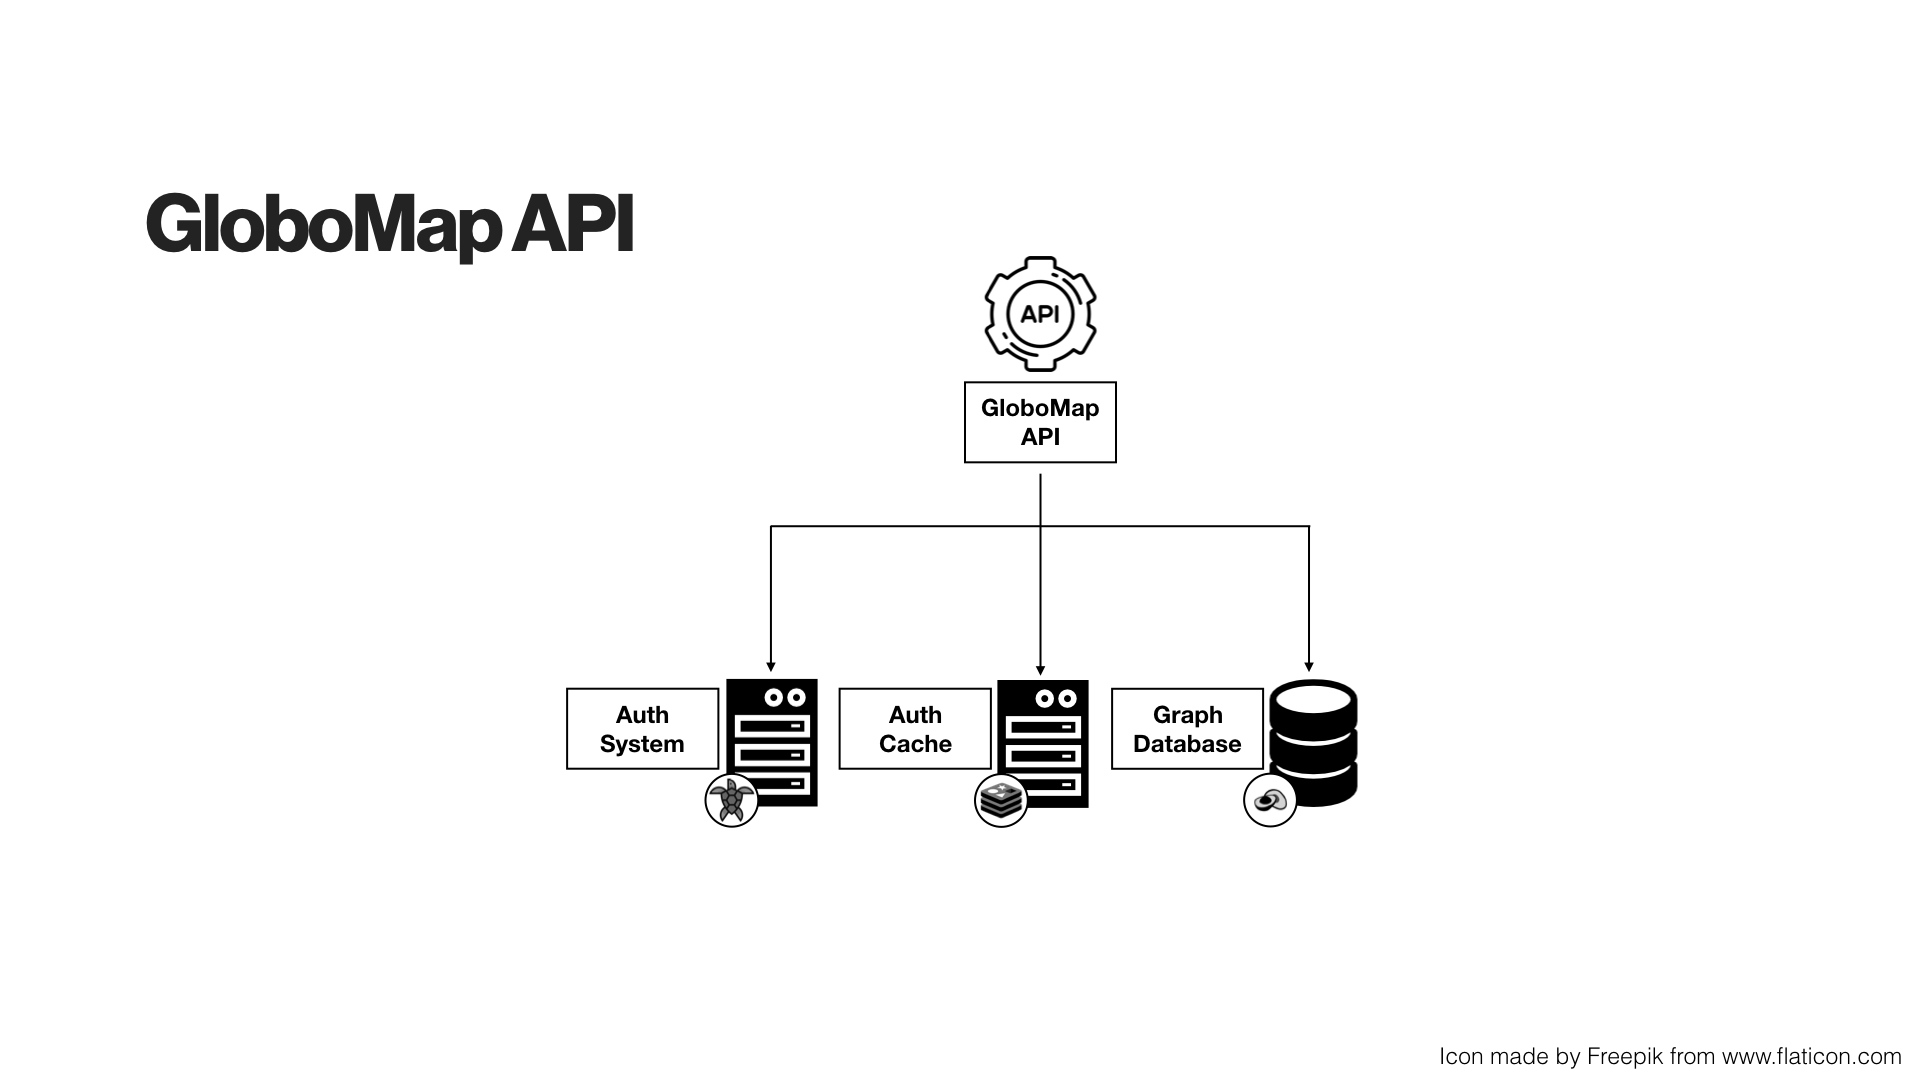 GloboMap API
API
GloboMap
API
Auth
System
Auth
Cache
Graph
Database
Icon made by Freepik from www.flaticon.com